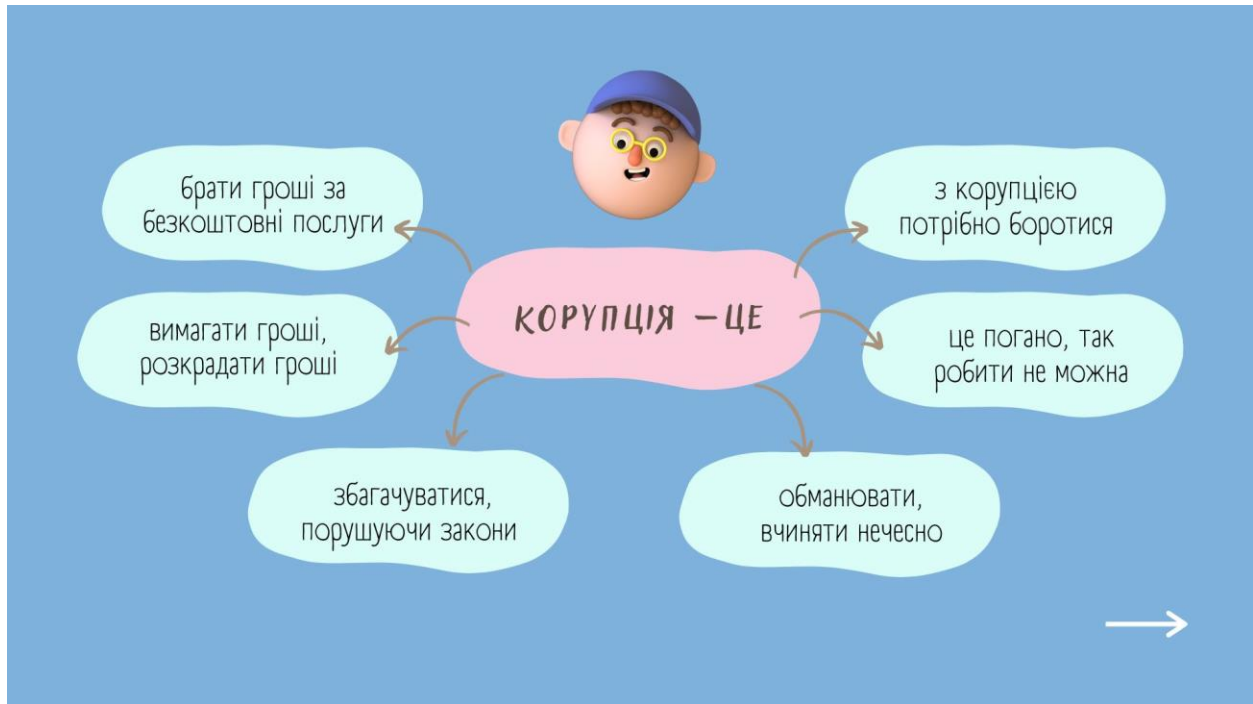 брати гроші за
безкоштовні послуги
з корупцією
потрібно боротися
КОРУПЦІЯ – ЦЕ
вимагати гроші,
розкрадати гроші
це погано, так
робити не можна
збагачуватися,
порушуючи закони
обманювати,
вчиняти нечесно